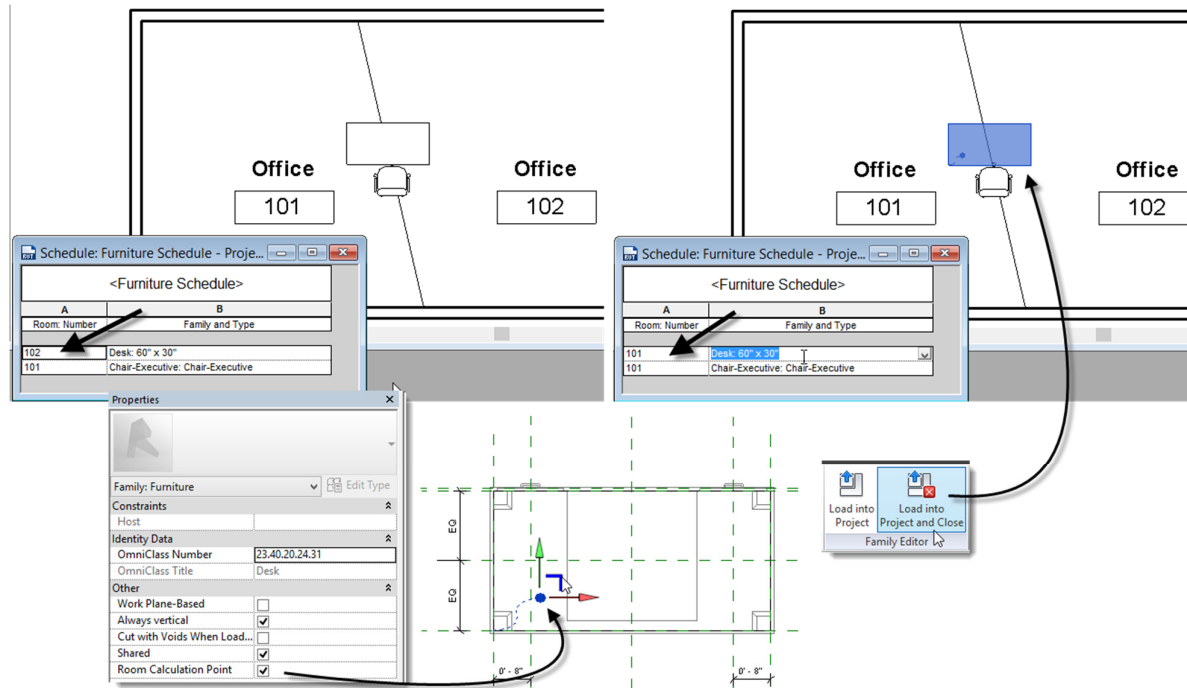 Office
101
Office
102
Schedule: Furniture Schedule - Proje...
<Furniture Schedule>
A B
Room: Number Family and Type
102 Desk: 60" x 30"
101 Chair-Executive: Chair-Executive
Office
101
Office
102
Schedule: Furniture Schedule - Projec...
<Furniture Schedule>
A B
Room: Number Family and Type
101 Desk: 60" x 30"
101 Chair-Executive: Chair-Executive
Properties
Family: Furniture Edit Type
Constraints
Host
Identity Data
OmniClass Number 23.40.20.24.31
OmniClass Title Desk
Other
Work Plane-Based
Always vertical
Cut with Voids When Load...
Shared
Room Calculation Point
EQ
EQ
0' - 8"
0' - 8"
Load into
Project
Load into
Project and Close
Family Editor